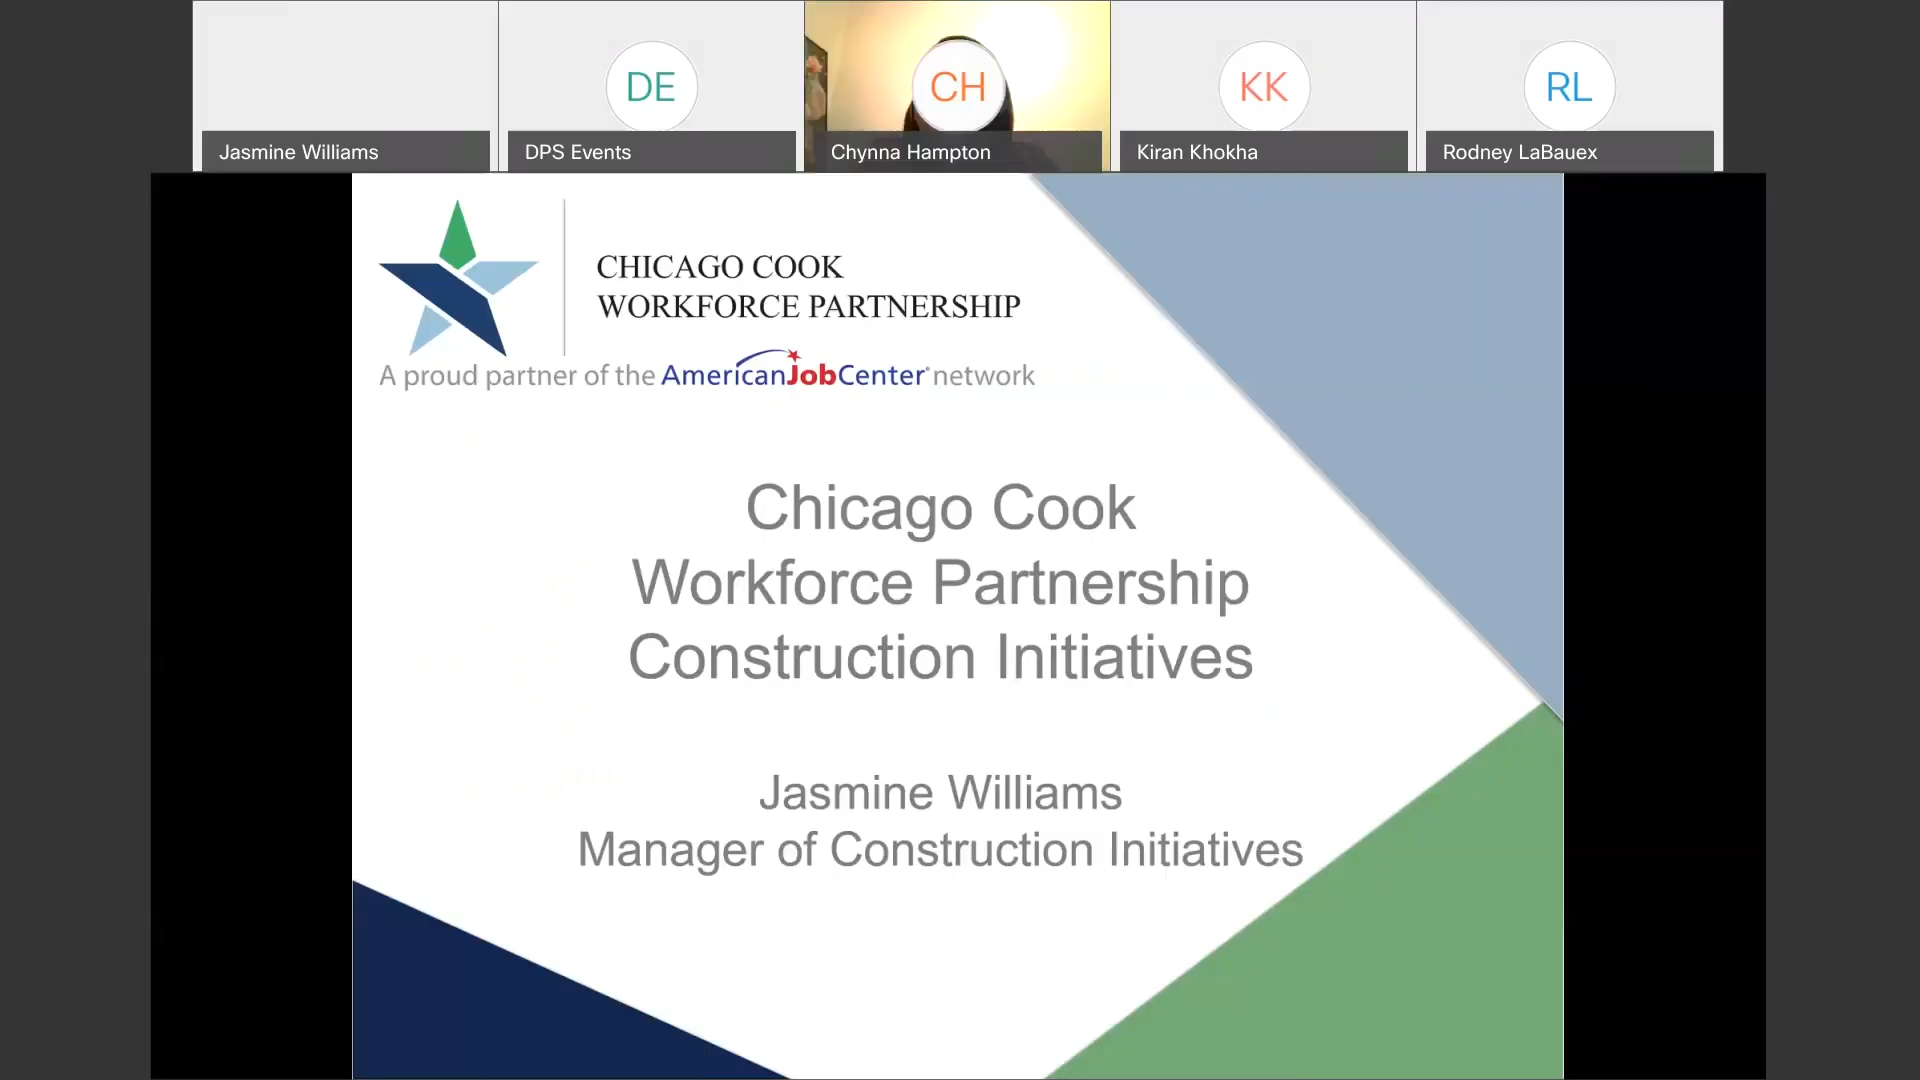 Jasmine Williams
DE
DPS Events
CH
Chynna Hampton
KK
Kiran Khokha
RL
Rodney LaBauex
CHICAGO COOK
WORKFORCE PARTNERSHIP
A proud partner of the AmericanJobCenter® network
Chicago Cook
Workforce Partnership
Construction Initiatives
Jasmine Williams
Manager of Construction Initiatives